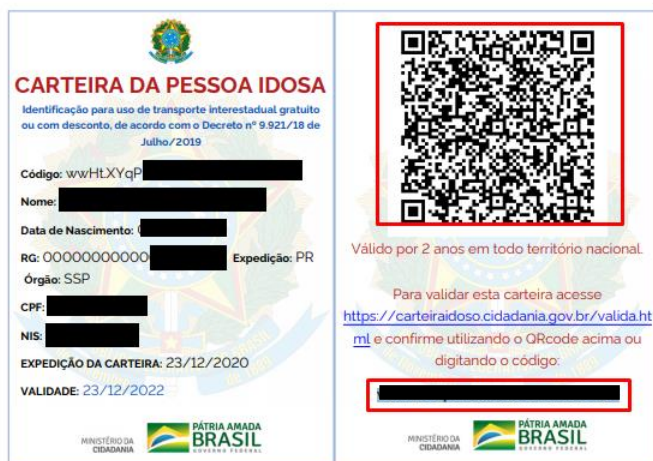 CARTEIRA DA PESSOA IDOSA
Identificação para uso de transporte interestadual gratuito
ou com desconto, de acordo com o Decreto nº 9.921/18 de
Julho/2019
Código: wwHt.XYqP
Nome:
Data de Nascimento:
RG: 00000000000 Expedição: PR
Órgão: SSP
CPF:
NIS:
EXPEDIÇÃO DA CARTEIRA: 23/12/2020
VALIDADE: 23/12/2022
MINISTÉRIO DA
CIDADANIA
PÁTRIA AMADA
BRASIL
GOVERNO FEDERAL
Válido por 2 anos em todo território nacional.
Para validar esta carteira acesse
https://carteiraidoso.cidadania.gov.br/valida.ht
ml e confirme utilizando o QRcode acima ou
digitando o código:
MINISTÉRIO DA
CIDADANIA
PÁTRIA AMADA
BRASIL
GOVERNO FEDERAL